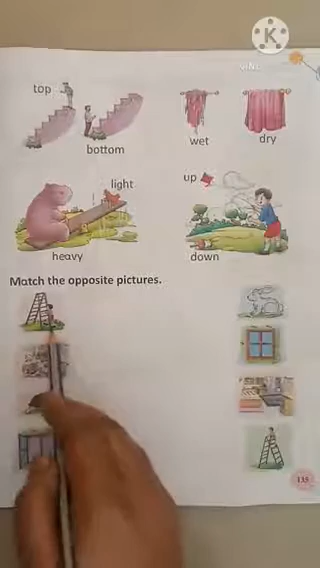 top
bottom
wet
dry
light
heavy
up
down
Match the opposite pictures.
135